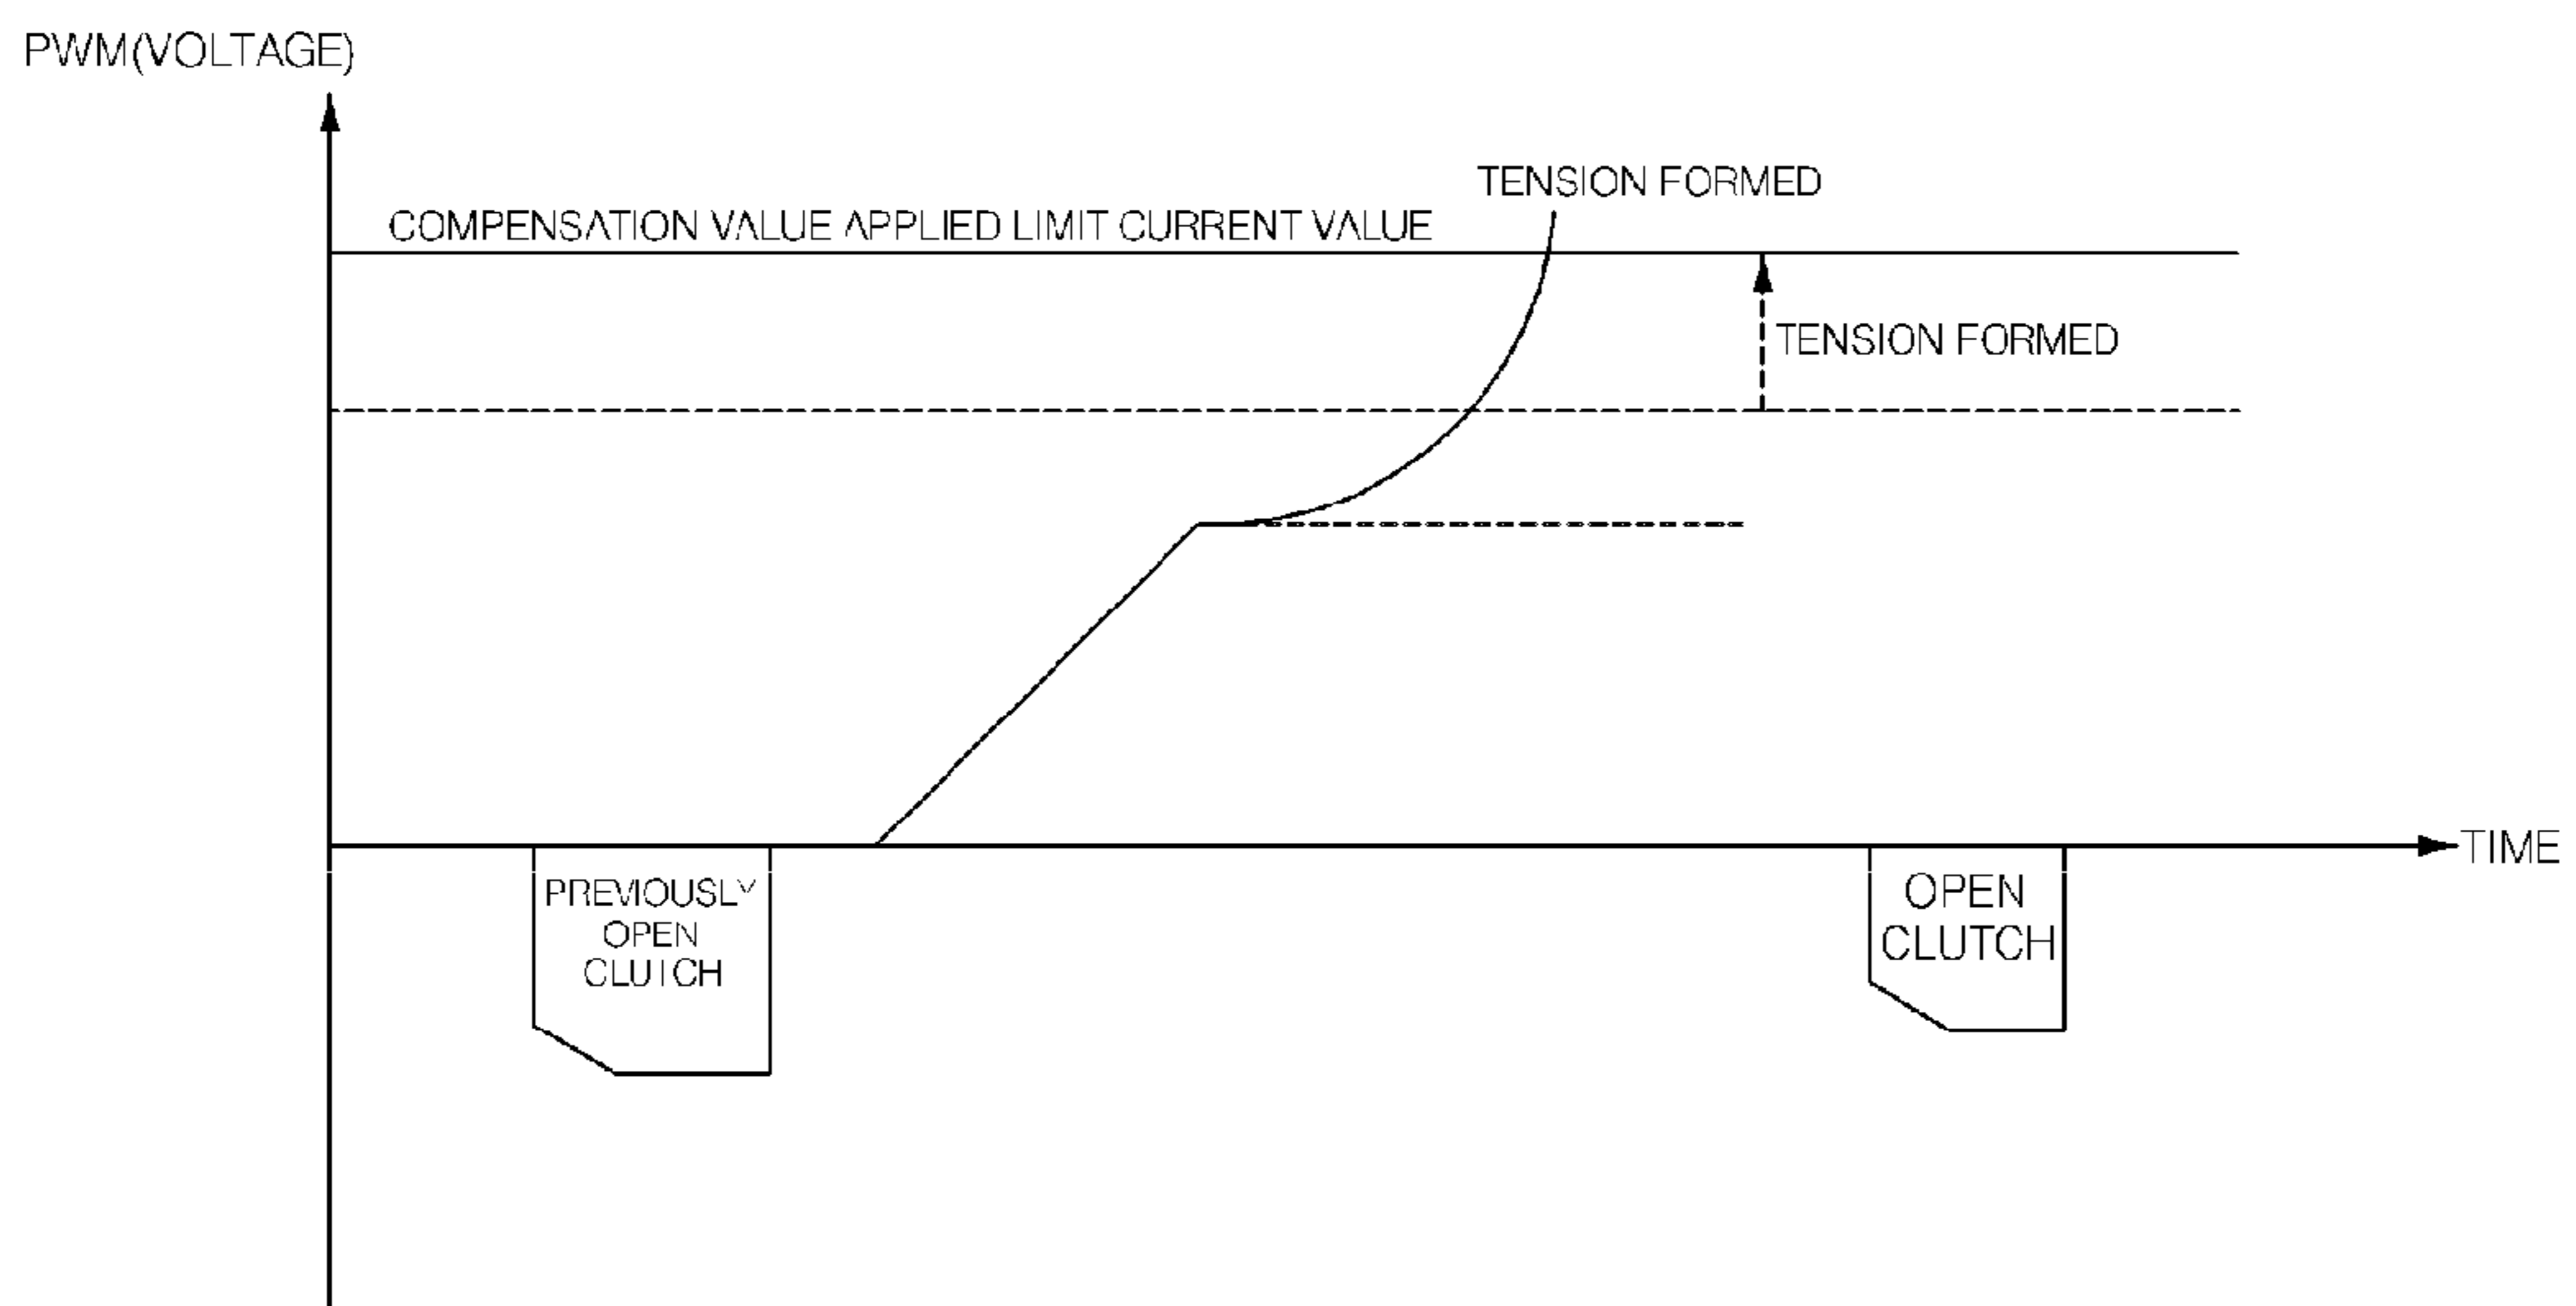 PWM(VOLTAGE)
TENSION FORMED
COMPENSATION VALUE APPLIED LIMIT CURRENT VALUE
TENSION FORMED
TIME
PREVIOUSLY
OPEN
CLUTCH
OPEN
CLUTCH